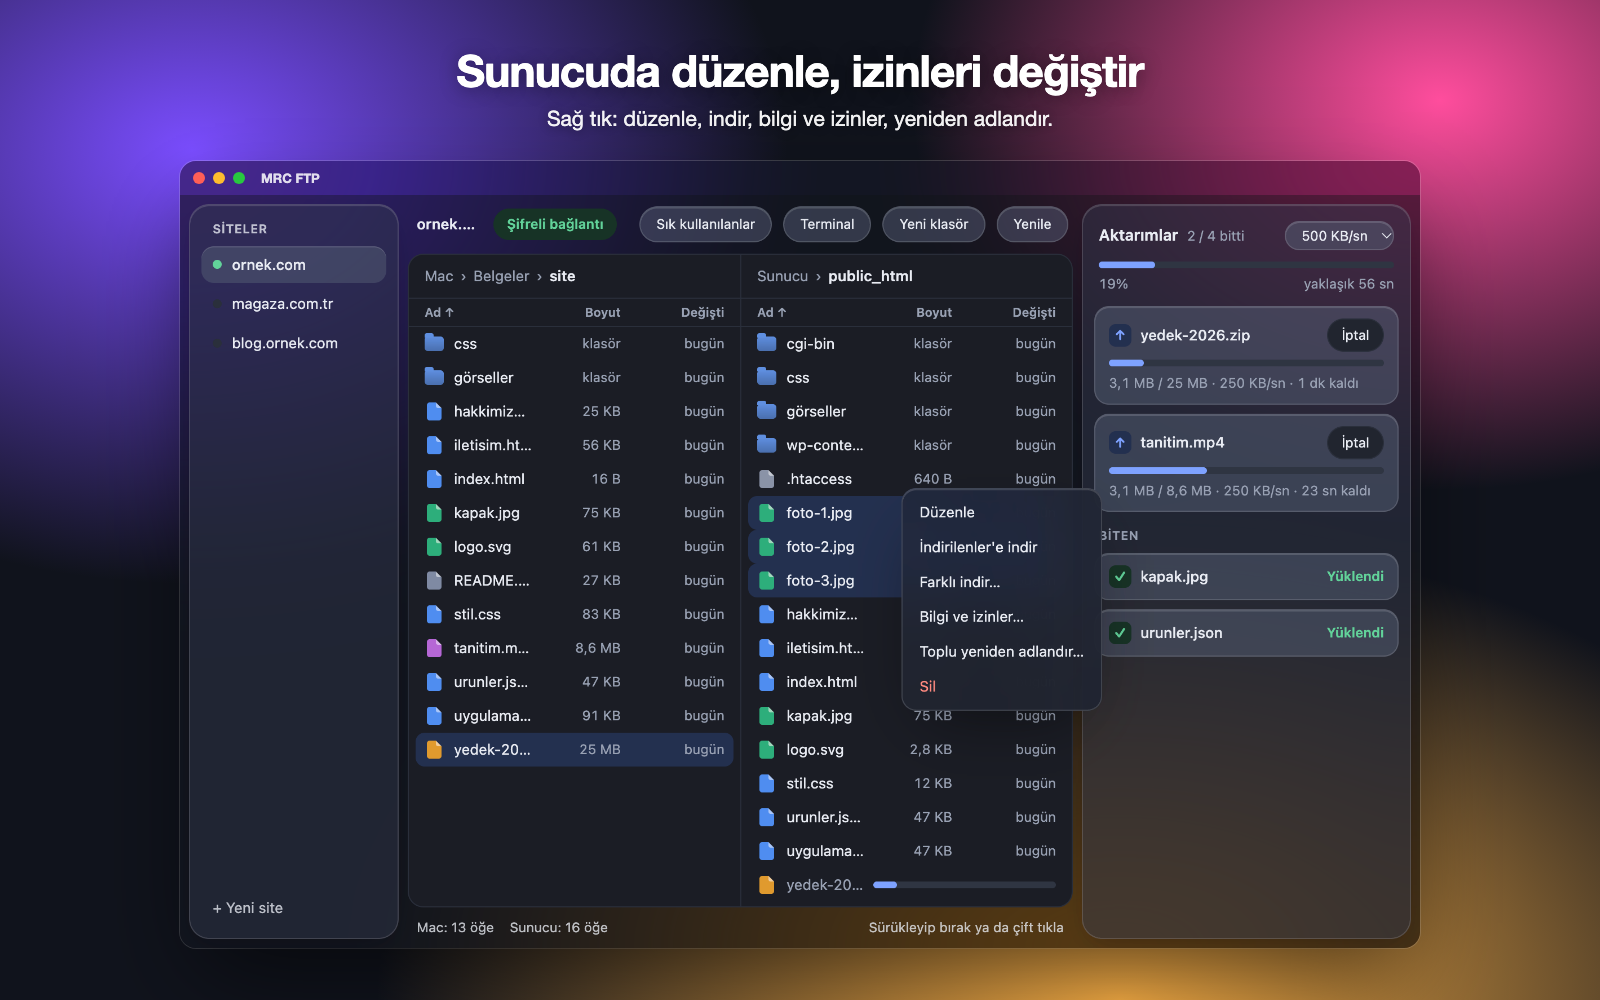 Sunucuda düzenle, izinleri değiştir
Sağ tık: düzenle, indir, bilgi ve izinler, yeniden adlandır.
MRC FTP
SİTELER
ornek.com
magaza.com.tr
blog.ornek.com
+ Yeni site
ornek.... Şifreli bağlantı Sık kullanılanlar Terminal Yeni klasör Yenile
Mac › Belgeler › site
Ad ↑ Boyut Değişti
css klasör bugün
görseller klasör bugün
hakkimiz... 25 KB bugün
iletisim.ht... 56 KB bugün
index.html 16 B bugün
kapak.jpg 75 KB bugün
logo.svg 61 KB bugün
README.... 27 KB bugün
stil.css 83 KB bugün
tanitim.m... 8,6 MB bugün
urunler.js... 47 KB bugün
uygulama... 91 KB bugün
yedek-20... 25 MB bugün
Sunucu › public_html
Ad ↑ Boyut Değişti
cgi-bin klasör bugün
css klasör bugün
görseller klasör bugün
wp-conte... klasör bugün
.htaccess 640 B bugün
foto-1.jpg
foto-2.jpg
foto-3.jpg
hakkimiz...
iletisim.ht...
index.html
kapak.jpg 75 KB bugün
logo.svg 2,8 KB bugün
stil.css 12 KB bugün
urunler.js... 47 KB bugün
uygulama... 47 KB bugün
yedek-20...
Düzenle
İndirilenler'e indir
Farklı indir...
Bilgi ve izinler...
Toplu yeniden adlandır...
Sil
Mac: 13 öğe Sunucu: 16 öğe Sürükleyip bırak ya da çift tıkla
Aktarımlar 2 / 4 bitti 500 KB/sn
19% yaklaşık 56 sn
yedek-2026.zip İptal
3,1 MB / 25 MB · 250 KB/sn · 1 dk kaldı
tanitim.mp4 İptal
3,1 MB / 8,6 MB · 250 KB/sn · 23 sn kaldı
BİTEN
kapak.jpg Yüklendi
urunler.json Yüklendi